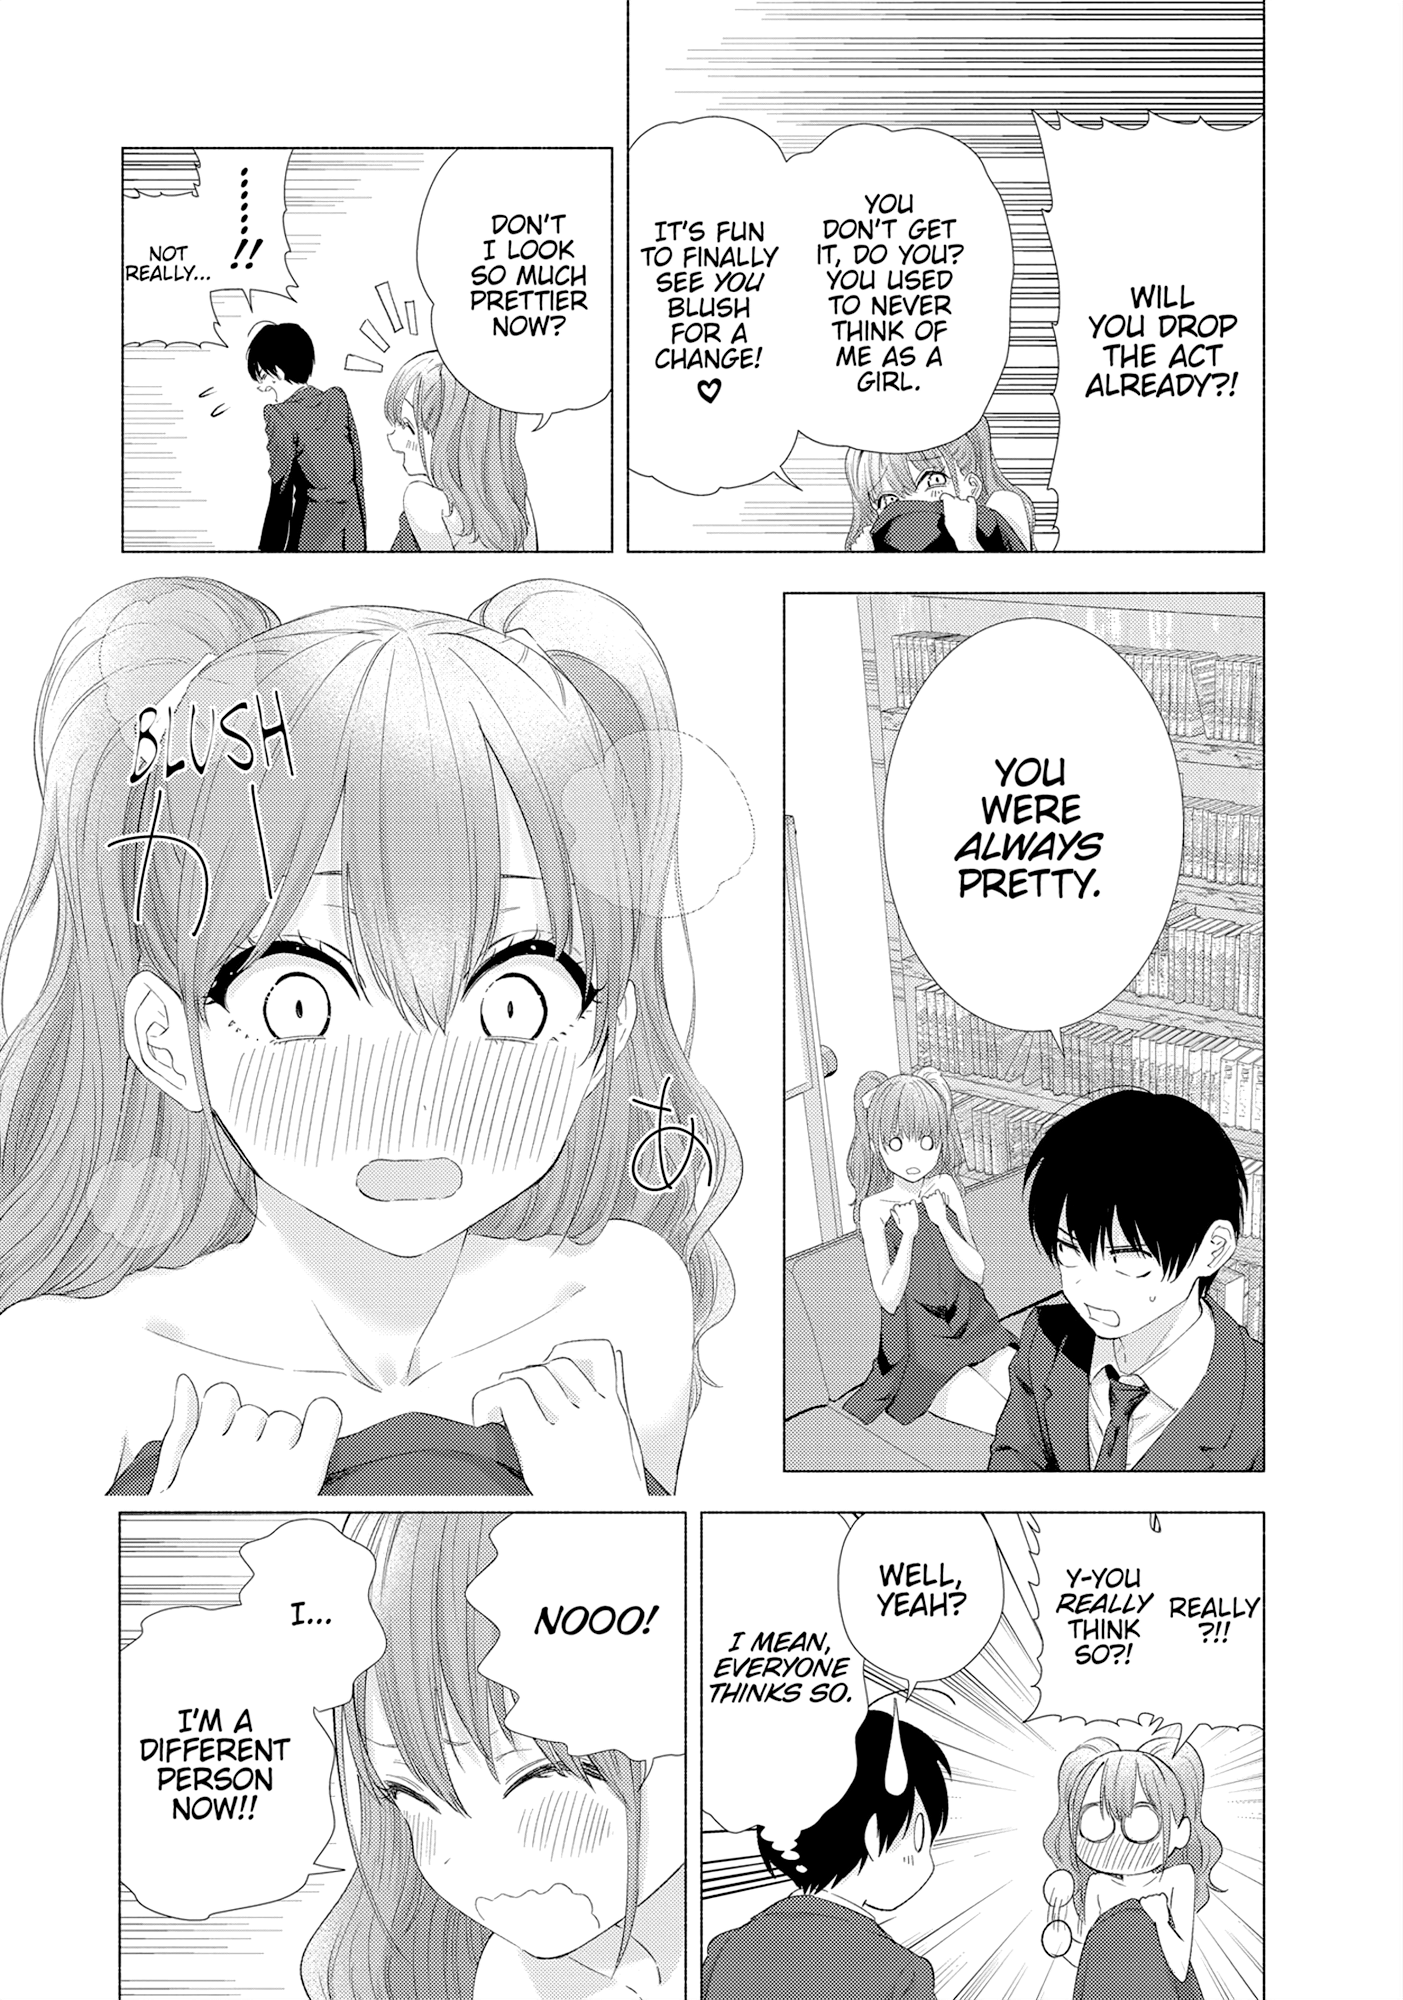 WILL
YOU DROP
THE ACT
ALREADY?!
YOU
DON'T GET
IT, DO YOU?
YOU USED
TO NEVER
THINK OF
ME AS A
GIRL.
IT'S FUN
TO FINALLY
SEE YOU
BLUSH
FOR A
CHANGE!
♡
DON'T
I LOOK
SO MUCH
PRETTIER
NOW?
.......!!
NOT
REALLY...
YOU
WERE
ALWAYS
PRETTY.
BLUSH
かー
あ
REALLY
?!!
Y-YOU
REALLY
THINK
SO?!
WELL,
YEAH?
I MEAN,
EVERYONE
THINKS SO.
NOOO!
I...
I'M A
DIFFERENT
PERSON
NOW!!